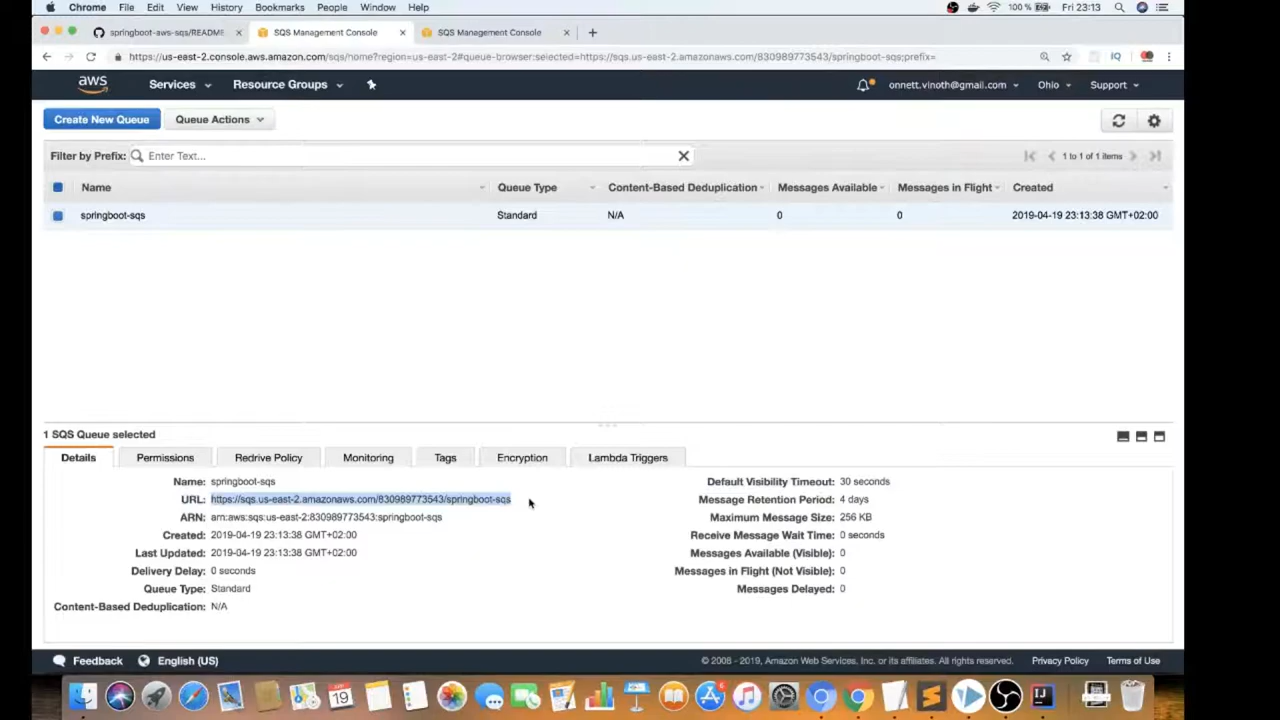 Chrome File Edit View History Bookmarks People Window Help 100 % Fri 23:13
springboot-aws-sqs/README SQS Management Console SQS Management Console
https://us-east-2.console.aws.amazon.com/sqs/home?region=us-east-2#queue-browser:selected=https://sqs.us-east-2.amazonaws.com/830989773543/springboot-sqs;prefix= IQ
aws Services Resource Groups onnett.vinoth@gmail.com Ohio Support
Create New Queue Queue Actions
Filter by Prefix: Enter Text... 1 to 1 of 1 items
Name Queue Type Content-Based Deduplication Messages Available Messages in Flight Created
springboot-sqs Standard N/A 0 0 2019-04-19 23:13:38 GMT+02:00
1 SQS Queue selected
Details Permissions Redrive Policy Monitoring Tags Encryption Lambda Triggers
Name: springboot-sqs Default Visibility Timeout: 30 seconds
URL: https://sqs.us-east-2.amazonaws.com/830989773543/springboot-sqs Message Retention Period: 4 days
ARN: arn:aws:sqs:us-east-2:830989773543:springboot-sqs Maximum Message Size: 256 KB
Created: 2019-04-19 23:13:38 GMT+02:00 Receive Message Wait Time: 0 seconds
Last Updated: 2019-04-19 23:13:38 GMT+02:00 Messages Available (Visible): 0
Delivery Delay: 0 seconds Messages in Flight (Not Visible): 0
Queue Type: Standard Messages Delayed: 0
Content-Based Deduplication: N/A
Feedback English (US) © 2008 - 2019, Amazon Web Services, Inc. or its affiliates. All rights reserved. Privacy Policy Terms of Use
19